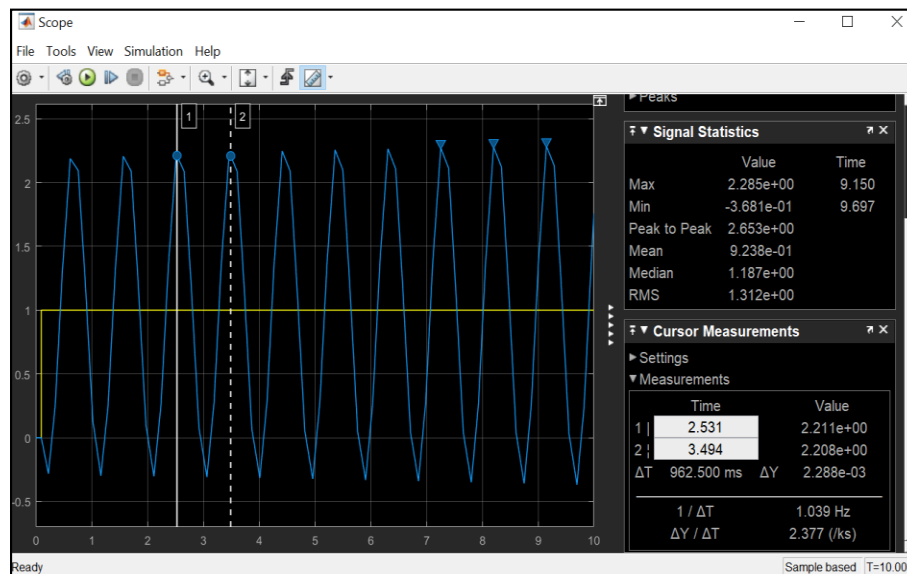 Scope
File Tools View Simulation Help
Peaks
Signal Statistics
Value Time
Max 2.285e+00 9.150
Min -3.681e-01 9.697
Peak to Peak 2.653e+00
Mean 9.238e-01
Median 1.187e+00
RMS 1.312e+00
Cursor Measurements
Settings
Measurements
Time Value
1 | 2.531 2.211e+00
2 ¦ 3.494 2.208e+00
ΔT 962.500 ms ΔY 2.288e-03
1 / ΔT 1.039 Hz
ΔY / ΔT 2.377 (/ks)
1 2
2.5
2
1.5
1
0.5
0
-0.5
0 1 2 3 4 5 6 7 8 9 10
Ready Sample based T=10.00